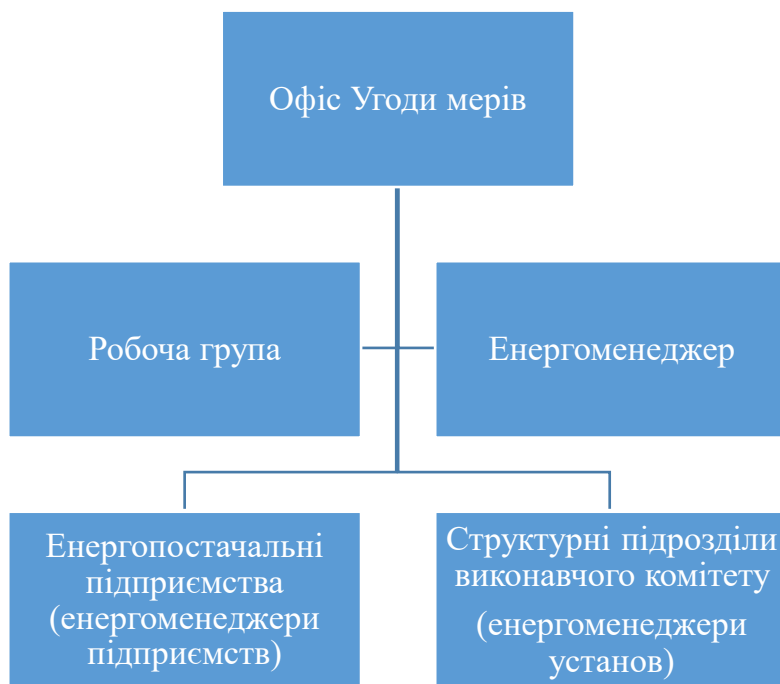 Офіс Угоди мерів
Робоча група
Енергоменеджер
Енергопостачальні
підприємства
(енергоменеджери
підприємств)
Структурні підрозділи
виконавчого комітету
(енергоменеджери
установ)